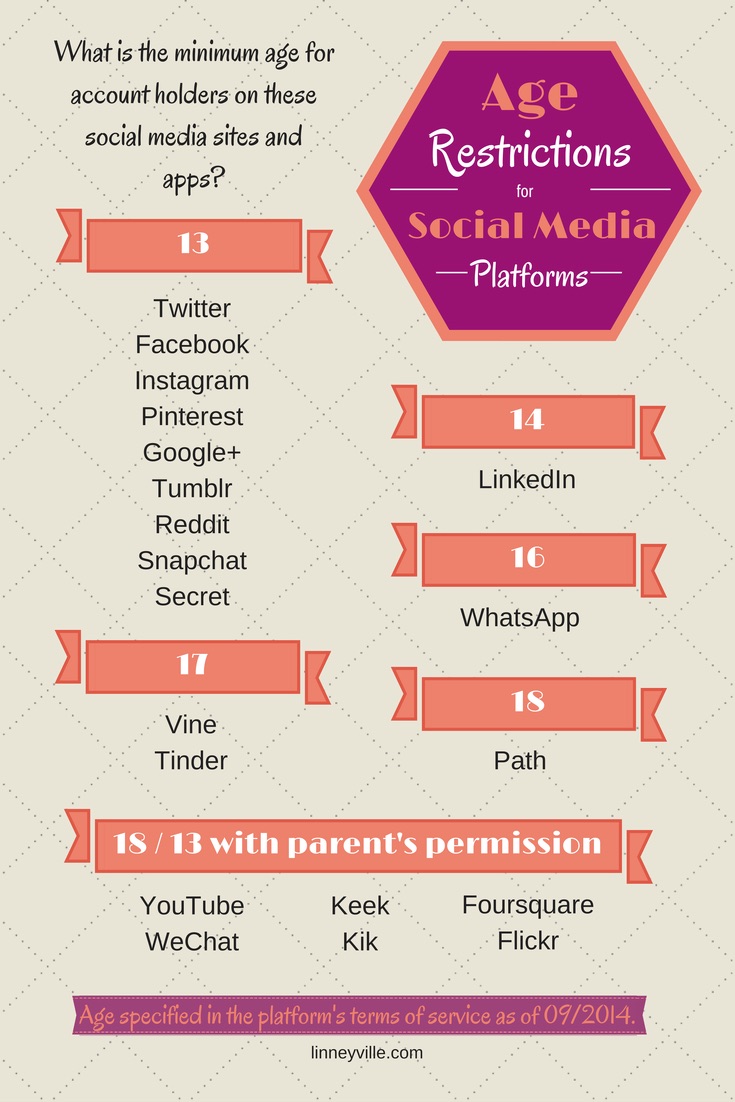 What is the minimum age for
account holders on these
social media sites and
apps?
Age
Restrictions
for
Social Media
Platforms
13
Twitter
Facebook
Instagram
Pinterest
Google+
Tumblr
Reddit
Snapchat
Secret
14
LinkedIn
16
WhatsApp
17
Vine
Tinder
18
Path
18 / 13 with parent's permission
YouTube
WeChat
Keek
Kik
Foursquare
Flickr
Age specified in the platform's terms of service as of 09/2014.
linneyville.com